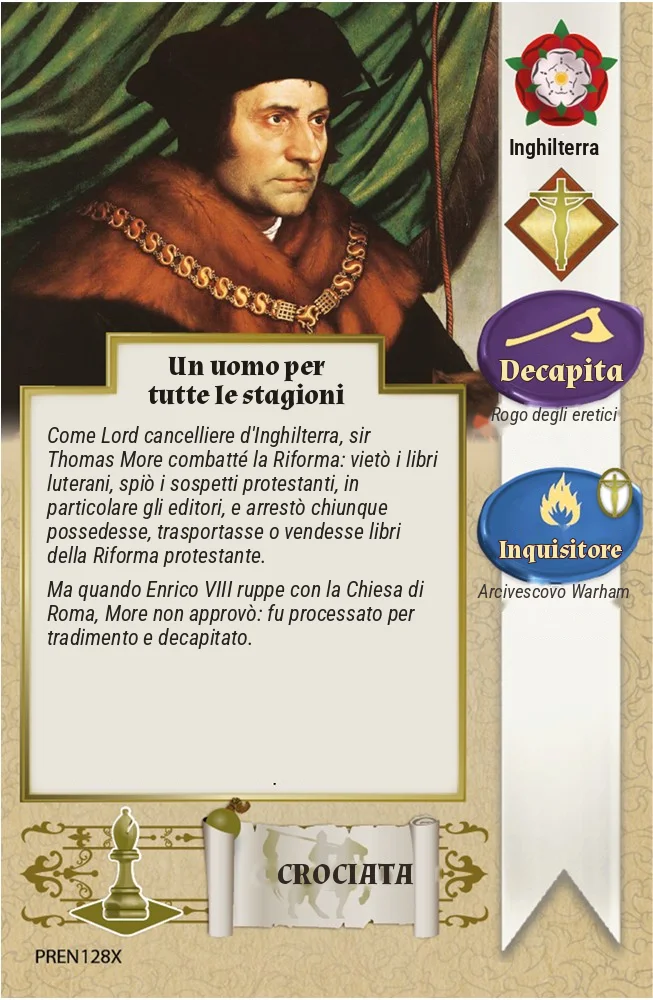 Inghilterra
Decapita
Rogo degli eretici
Inquisitore
Arcivescovo Warham
Un uomo per
tutte le stagioni
Come Lord cancelliere d'Inghilterra, sir
Thomas More combatté la Riforma: vietò i libri
luterani, spiò i sospetti protestanti, in
particolare gli editori, e arrestò chiunque
possedesse, trasportasse o vendesse libri
della Riforma protestante.
Ma quando Enrico VIII ruppe con la Chiesa di
Roma, More non approvò: fu processato per
tradimento e decapitato.
.
CROCIATA
PREN128X